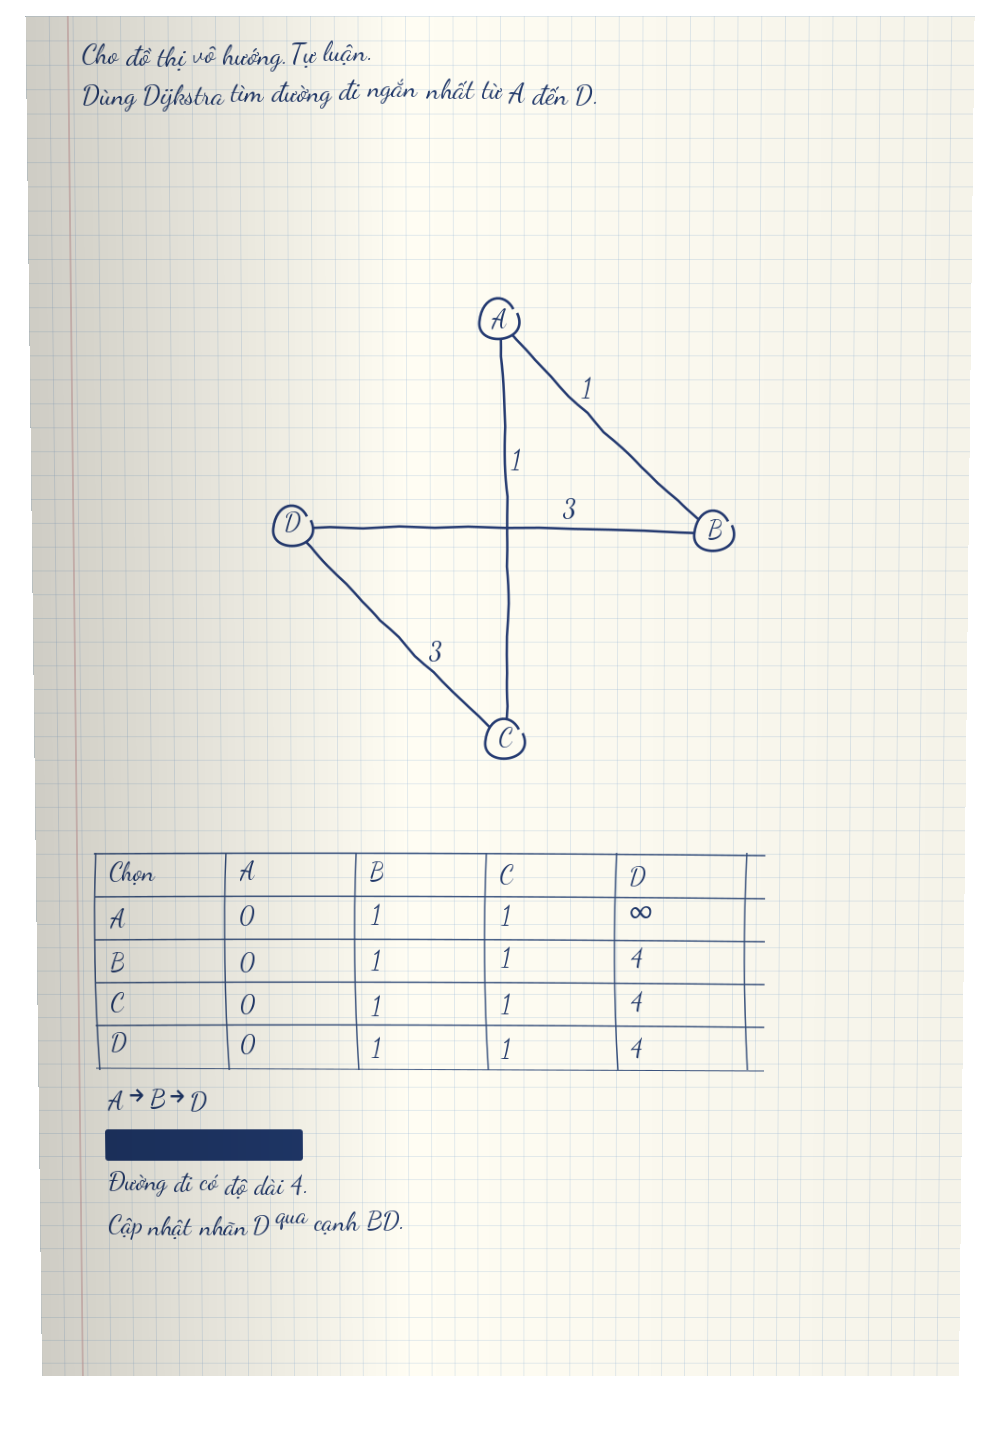 Cho đồ thị vô hướng. Tự luận.
Dùng Dijkstra tìm đường đi ngắn nhất từ A đến D.
A
1
1
3
D
B
3
C
Chọn A B C D
A 0 1 1 ∞
B 0 1 1 4
C 0 1 1 4
D 0 1 1 4
A → B → D
Đường đi có độ dài 4.
Cập nhật nhãn D qua cạnh BD.